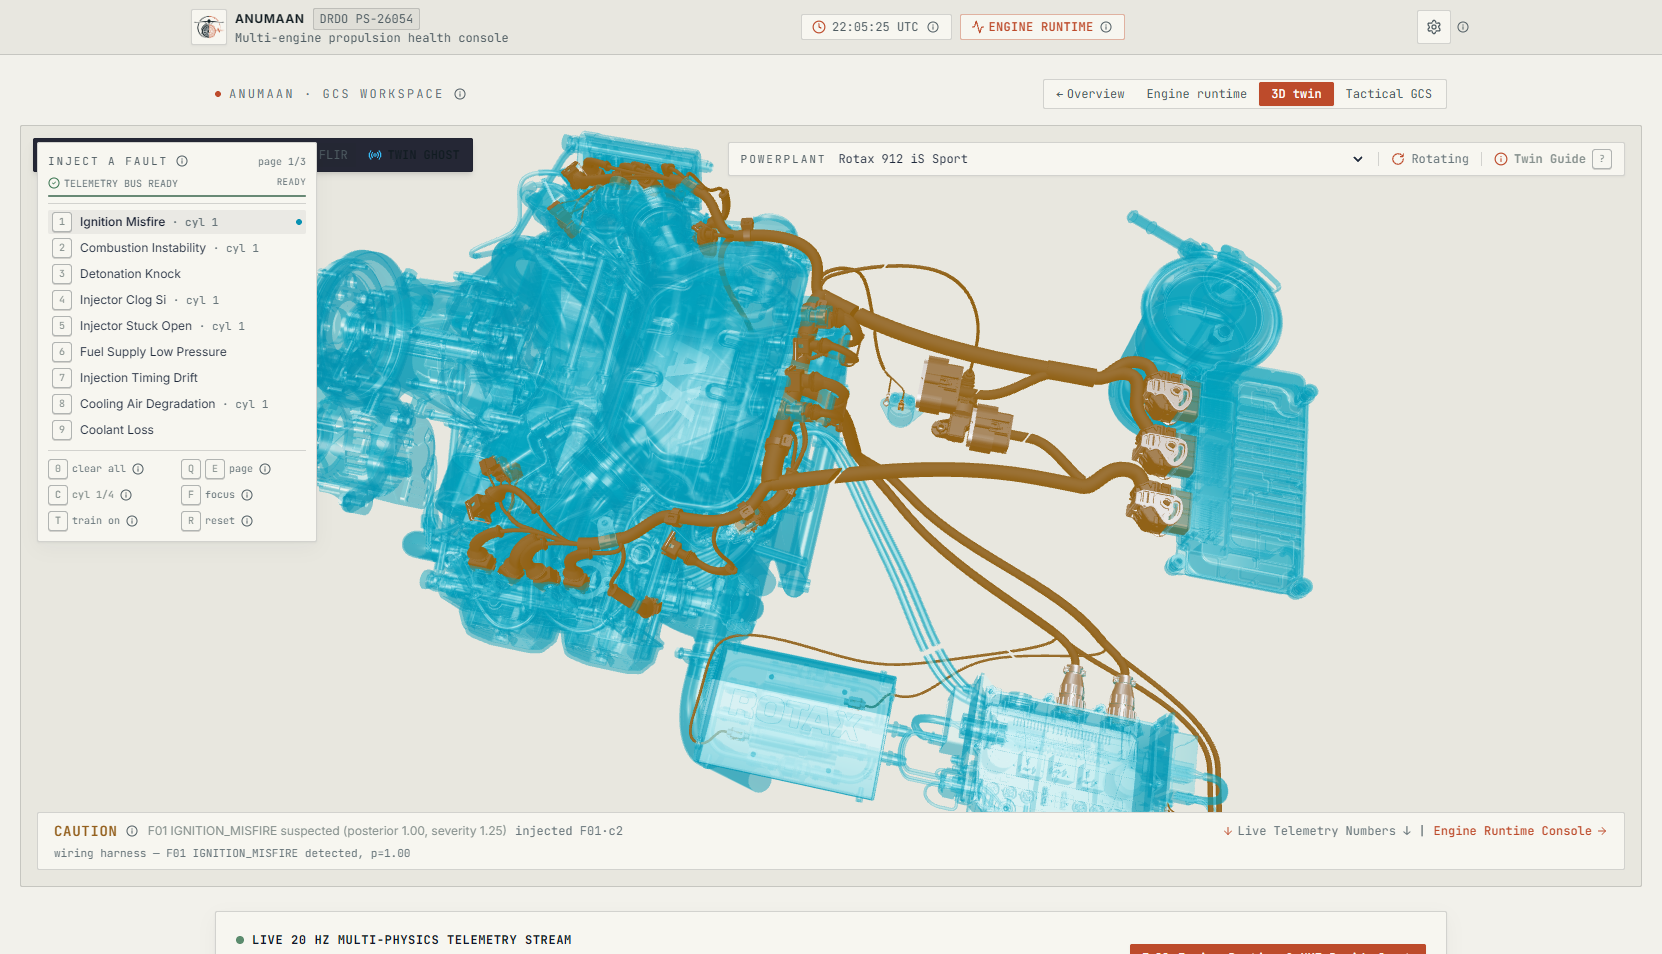 ANUMAAN DRDO PS-26054
Multi-engine propulsion health console
22:05:25 UTC
ENGINE RUNTIME
ANUMAAN · GCS WORKSPACE
← Overview Engine runtime 3D twin Tactical GCS
FLIR TWIN GHOST
INJECT A FAULT page 1/3
TELEMETRY BUS READY READY
1 Ignition Misfire · cyl 1
2 Combustion Instability · cyl 1
3 Detonation Knock
4 Injector Clog Si · cyl 1
5 Injector Stuck Open · cyl 1
6 Fuel Supply Low Pressure
7 Injection Timing Drift
8 Cooling Air Degradation · cyl 1
9 Coolant Loss
0 clear all Q E page
C cyl 1/4 F focus
T train on R reset
POWERPLANT Rotax 912 iS Sport Rotating Twin Guide ?
ROTAX
CAUTION F01 IGNITION_MISFIRE suspected (posterior 1.00, severity 1.25) injected F01·c2
↓ Live Telemetry Numbers ↓ | Engine Runtime Console →
wiring harness — F01 IGNITION_MISFIRE detected, p=1.00
LIVE 20 HZ MULTI-PHYSICS TELEMETRY STREAM